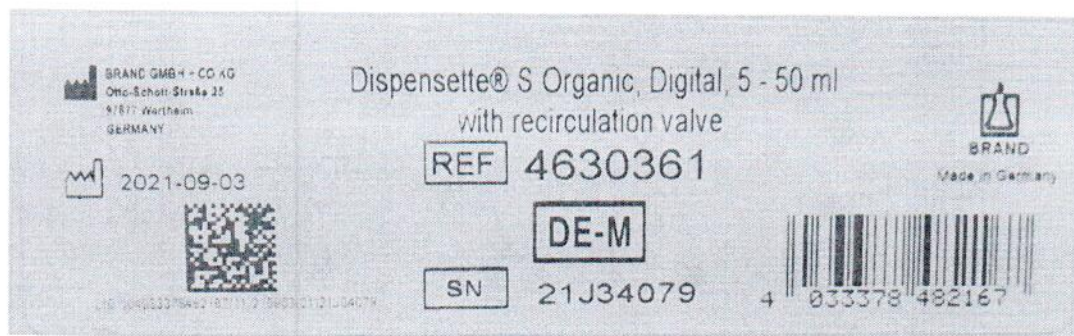 BRAND GMBH + CO KG
Otto-Schott-Straße 25
97877 Wertheim
GERMANY
2021-09-03
Dispensette® S Organic, Digital, 5 - 50 ml
with recirculation valve
REF 4630361
DE-M
SN 21J34079
BRAND
Made in Germany
4 033378 482167